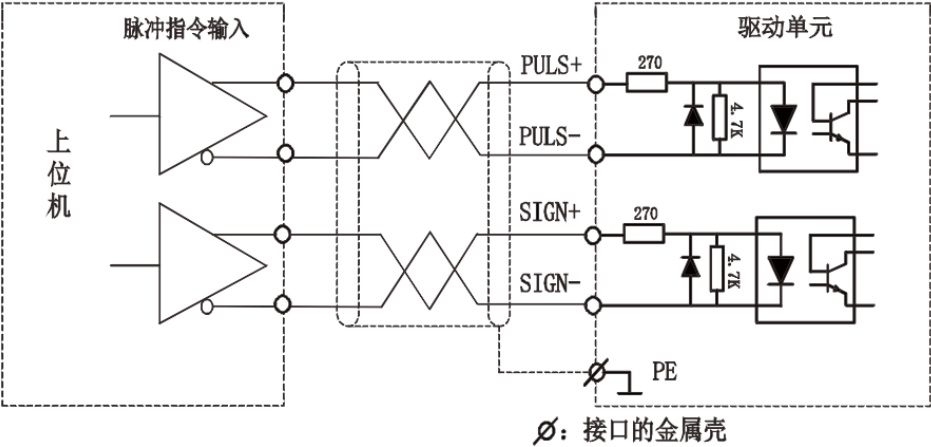 脉冲指令输入
驱动单元
上位机
PULS+
270
4.7K
PULS-
SIGN+
270
4.7K
SIGN-
PE
：接口的金属壳